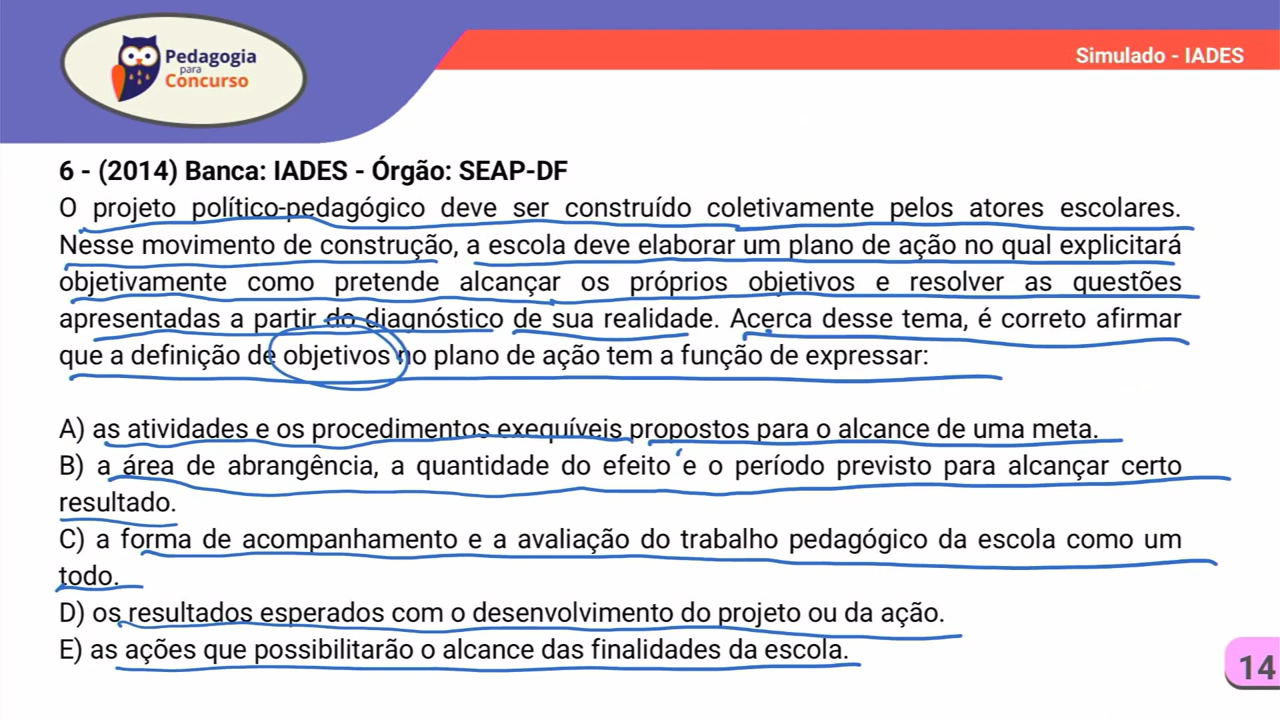 Pedagogia
para
Concurso
Simulado - IADES
6 - (2014) Banca: IADES - Órgão: SEAP-DF
O projeto político-pedagógico deve ser construído coletivamente pelos atores escolares.
Nesse movimento de construção, a escola deve elaborar um plano de ação no qual explicitará
objetivamente como pretende alcançar os próprios objetivos e resolver as questões
apresentadas a partir do diagnóstico de sua realidade. Acerca desse tema, é correto afirmar
que a definição de objetivos no plano de ação tem a função de expressar:
A) as atividades e os procedimentos exequíveis propostos para o alcance de uma meta.
B) a área de abrangência, a quantidade do efeito e o período previsto para alcançar certo
resultado.
C) a forma de acompanhamento e a avaliação do trabalho pedagógico da escola como um
todo.
D) os resultados esperados com o desenvolvimento do projeto ou da ação.
E) as ações que possibilitarão o alcance das finalidades da escola.
14